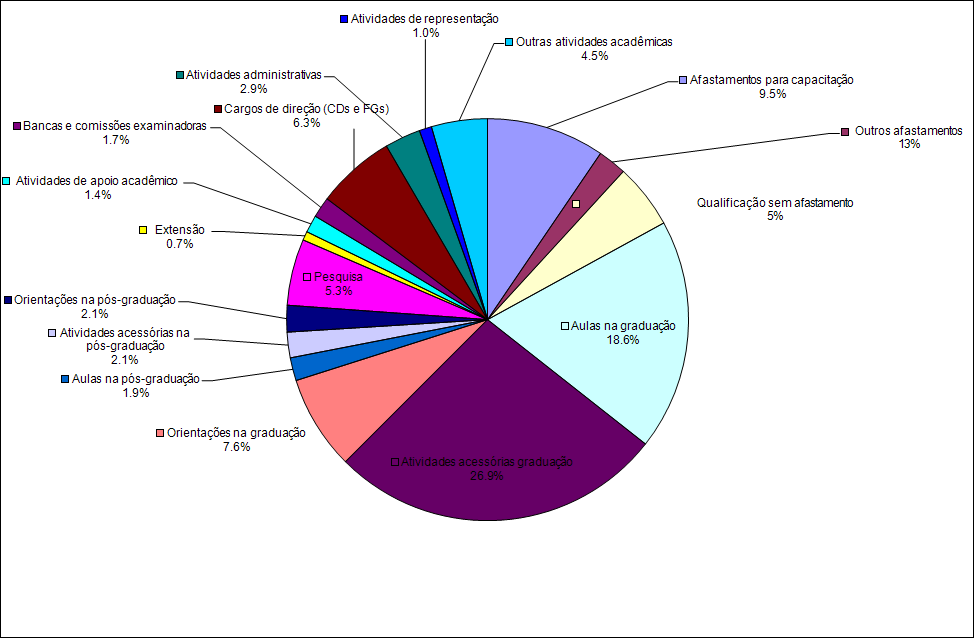 Atividades de representação
1.0%
Outras atividades acadêmicas
4.5%
Atividades administrativas
2.9%
Afastamentos para capacitação
9.5%
Cargos de direção (CDs e FGs)
6.3%
Bancas e comissões examinadoras
1.7%
Outros afastamentos
13%
Atividades de apoio acadêmico
1.4%
Qualificação sem afastamento
5%
Extensão
0.7%
Pesquisa
5.3%
Orientações na pós-graduação
2.1%
Aulas na graduação
18.6%
Atividades acessórias na
pós-graduação
2.1%
Aulas na pós-graduação
1.9%
Orientações na graduação
7.6%
Atividades acessórias graduação
26.9%